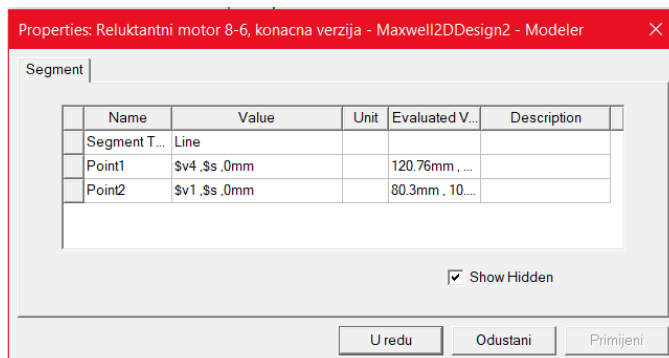 Properties: Reluktantni motor 8-6, konacna verzija - Maxwell2DDesign2 - Modeler
Segment
Name Value Unit Evaluated V... Description
Segment T... Line
Point1 $v4 ,$s ,0mm 120.76mm , ...
Point2 $v1 ,$s ,0mm 80.3mm , 10....
Show Hidden
U redu Odustani Primijeni